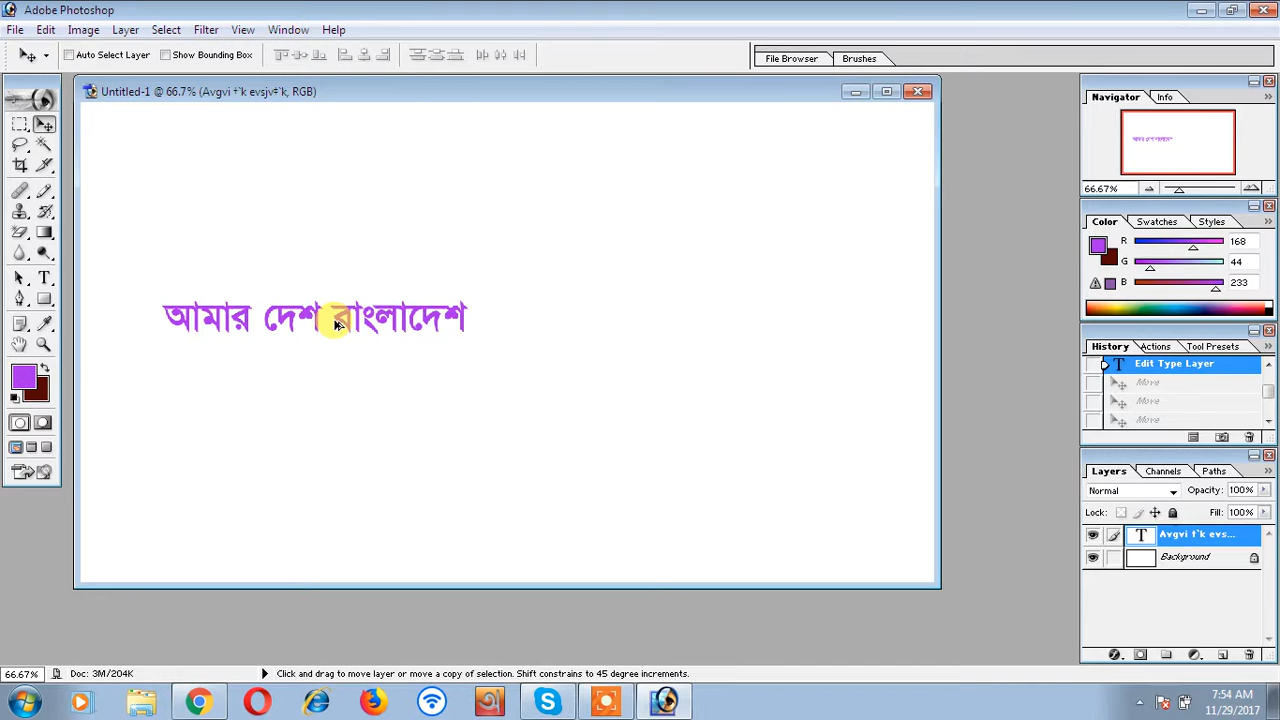 Adobe Photoshop
File Edit Image Layer Select Filter View Window Help
Auto Select Layer Show Bounding Box
File Browser Brushes
Untitled-1 @ 66.7% (Avgvi †`k evsjv‡`k, RGB)
আমার দেশ বাংলাদেশ
Navigator Info
আমার দেশ বাংলাদেশ
66.67%
Color Swatches Styles
R 168
G 44
B 233
History Actions Tool Presets
T Edit Type Layer
Move
Move
Move
Layers Channels Paths
Normal Opacity: 100%
Lock: Fill: 100%
T Avgvi †`k evs...
Background
66.67% Doc: 3M/204K Click and drag to move layer or move a copy of selection. Shift constrains to 45 degree increments.
7:54 AM
11/29/2017